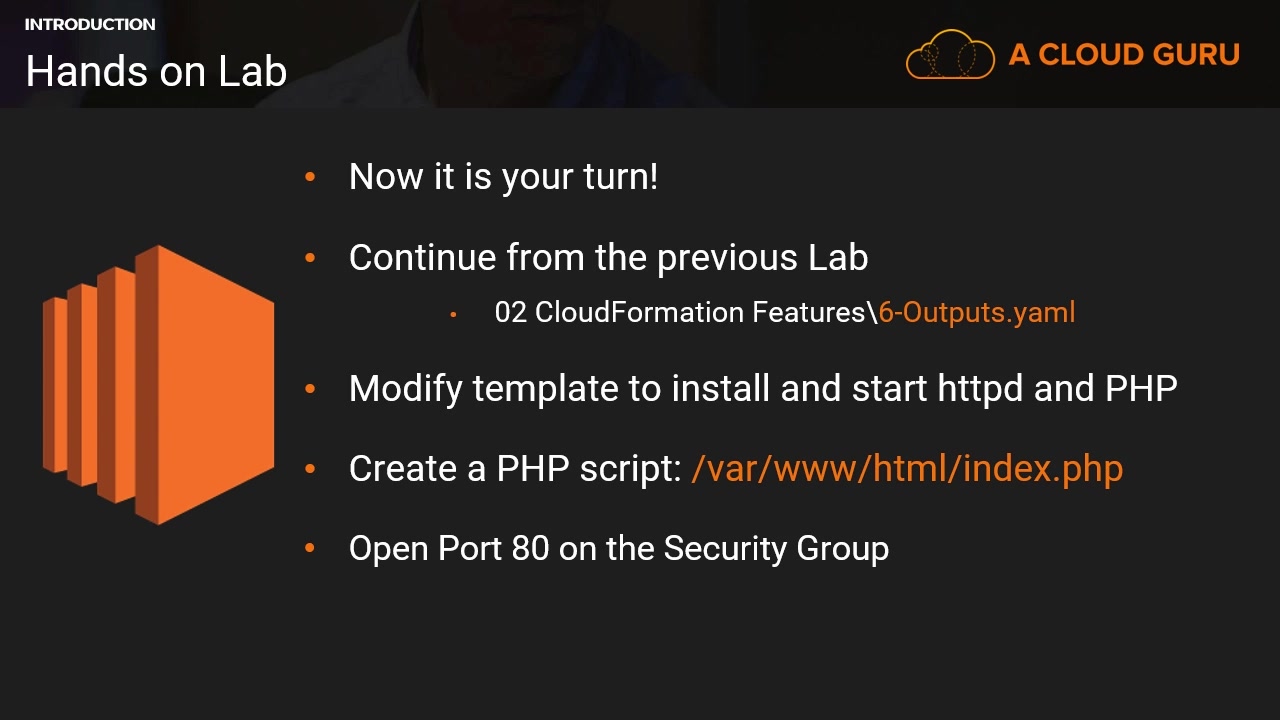 INTRODUCTION
Hands on Lab
A CLOUD GURU
• Now it is your turn!
• Continue from the previous Lab
• 02 CloudFormation Features\6-Outputs.yaml
• Modify template to install and start httpd and PHP
• Create a PHP script: /var/www/html/index.php
• Open Port 80 on the Security Group